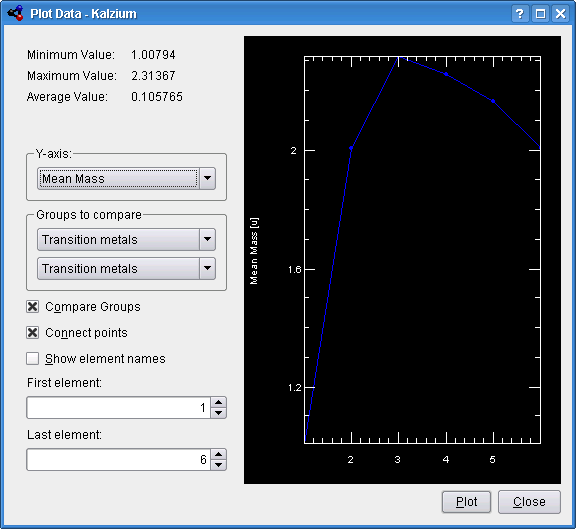 Plot Data - Kalzium
Minimum Value: 1.00794
Maximum Value: 2.31367
Average Value: 0.105765
Y-axis:
Mean Mass
Groups to compare
Transition metals
Transition metals
Compare Groups
Connect points
Show element names
First element:
1
Last element:
6
Mean Mass [u]
2
1.6
1.2
2 3 4 5
Plot Close